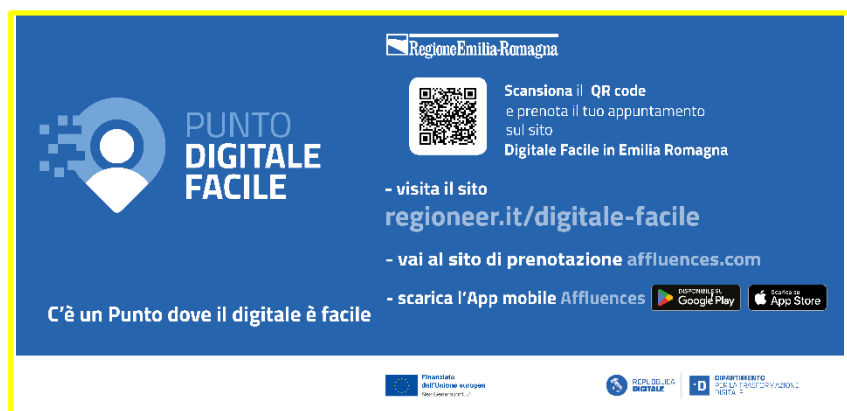 RegioneEmilia-Romagna
PUNTO
DIGITALE
FACILE
C'è un Punto dove il digitale è facile
Scansiona il QR code
e prenota il tuo appuntamento
sul sito
Digitale Facile in Emilia Romagna
- visita il sito
regioneer.it/digitale-facile
- vai al sito di prenotazione affluences.com
- scarica l'App mobile Affluences
DISPONIBILE SU
Google Play
Scarica su
App Store
Finanziato
dall'Unione europea
NextGenerationEU
REPUBBLICA
DIGITALE
DIPARTIMENTO
PER LA TRASFORMAZIONE
DIGITALE